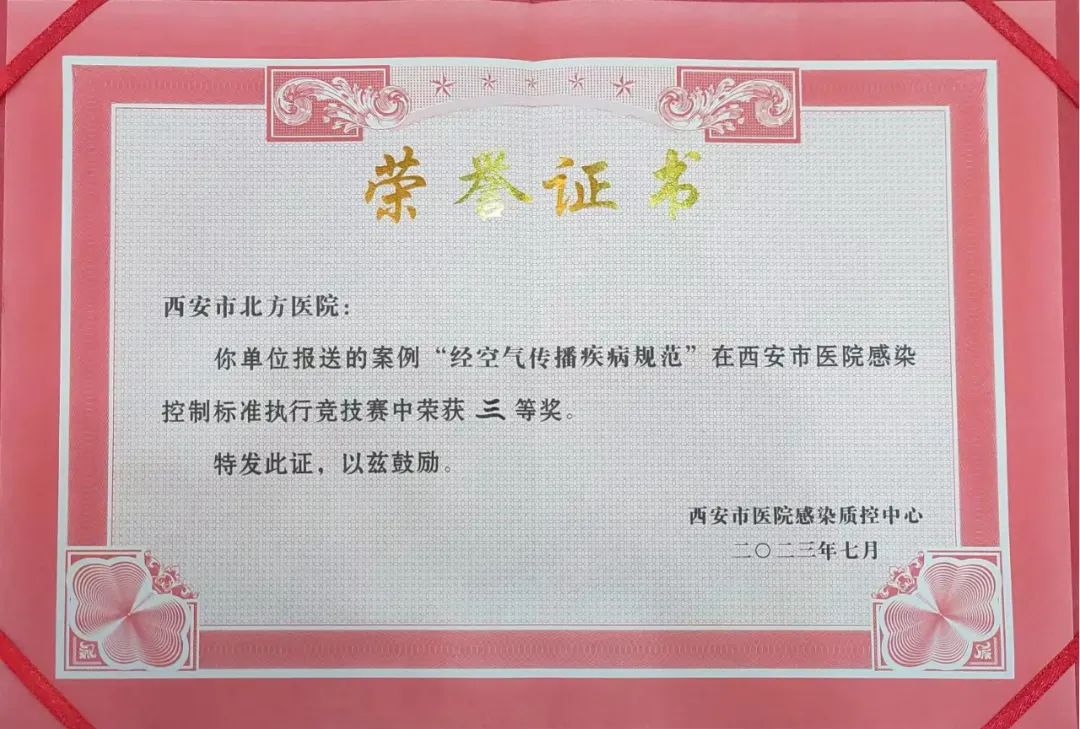 荣誉证书
西安市北方医院：
你单位报送的案例“经空气传播疾病规范”在西安市医院感染
控制标准执行竞技赛中荣获 三 等奖。
特发此证，以兹鼓励。
西安市医院感染质控中心
二〇二三年七月